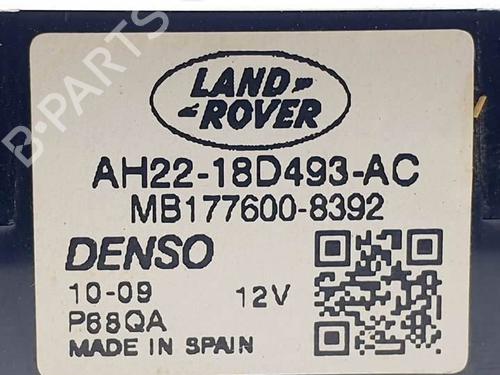 LAND
ROVER
AH22-18D493-AC
MB177600-8392
DENSO
10-09 12V
P68QA
MADE IN SPAIN
B-PARTS